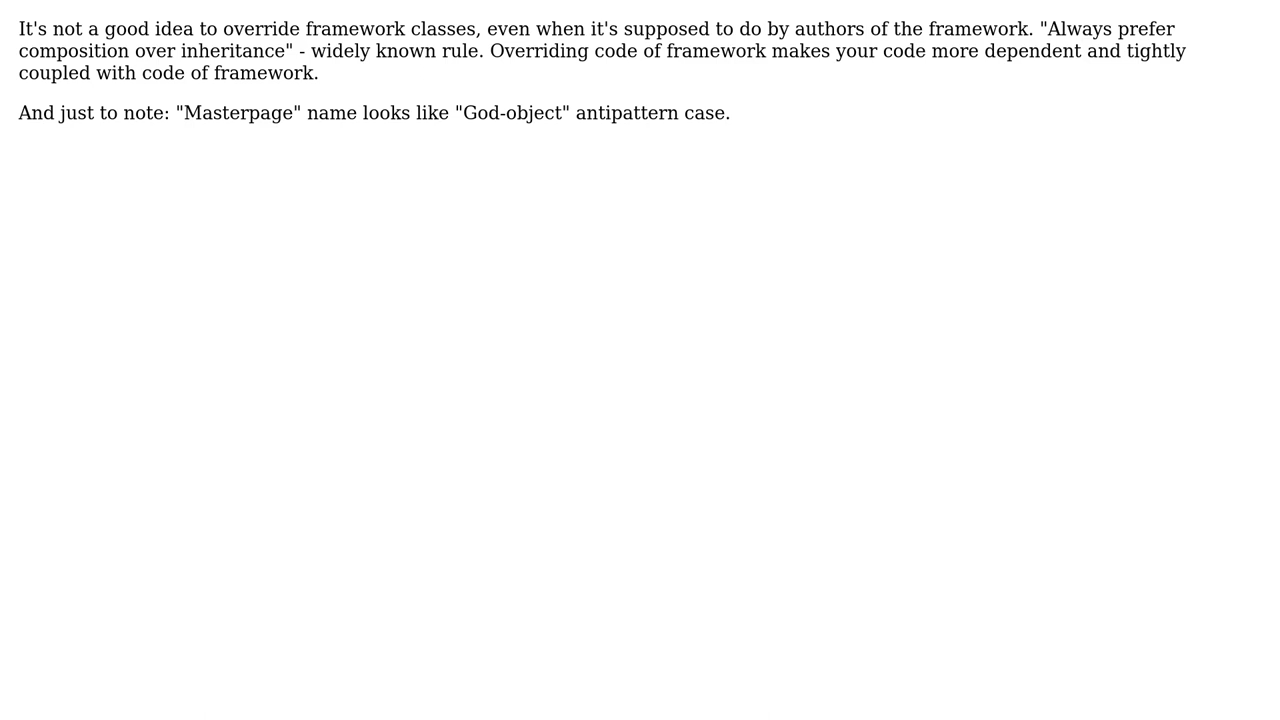 It's not a good idea to override framework classes, even when it's supposed to do by authors of the framework. "Always prefer
composition over inheritance" - widely known rule. Overriding code of framework makes your code more dependent and tightly
coupled with code of framework.
And just to note: "Masterpage" name looks like "God-object" antipattern case.